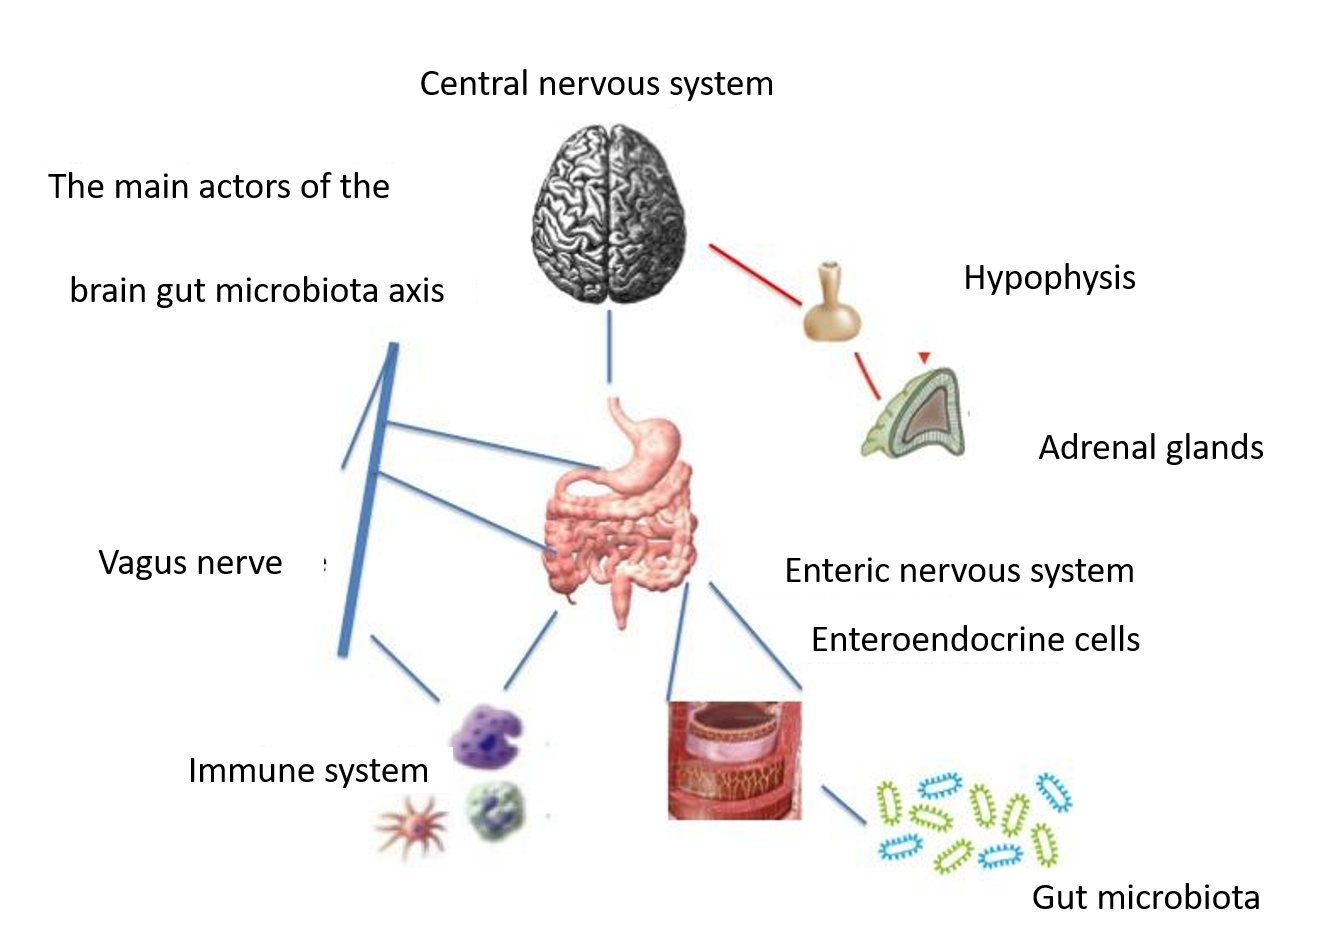 Central nervous system
The main actors of the
brain gut microbiota axis
Hypophysis
Adrenal glands
Vagus nerve
Enteric nervous system
Enteroendocrine cells
Immune system
Gut microbiota